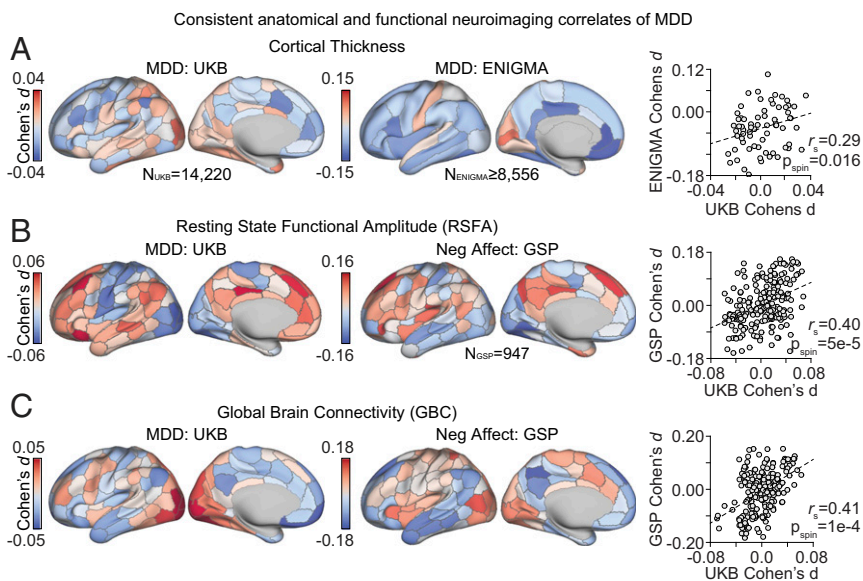 Consistent anatomical and functional neuroimaging correlates of MDD
A
Cortical Thickness
MDD: UKB
MDD: ENIGMA
0.04
Cohen's d
-0.04
0.15
-0.15
NUKB=14,220
NENIGMA≥8,556
ENIGMA Cohens d
0.12
0.00
-0.18
-0.04
0.0
0.04
UKB Cohens d
rs=0.29
pspin=0.016
B
Resting State Functional Amplitude (RSFA)
MDD: UKB
Neg Affect: GSP
0.06
Cohen's d
-0.06
0.16
-0.16
NGSP=947
GSP Cohen's d
0.18
0.00
-0.18
-0.08
0.0
0.08
UKB Cohen's d
rs=0.40
pspin=5e-5
C
Global Brain Connectivity (GBC)
MDD: UKB
Neg Affect: GSP
0.05
Cohen's d
-0.05
0.18
-0.18
GSP Cohen's d
0.20
0.00
-0.20
-0.08
0.0
0.08
UKB Cohen's d
rs=0.41
pspin=1e-4